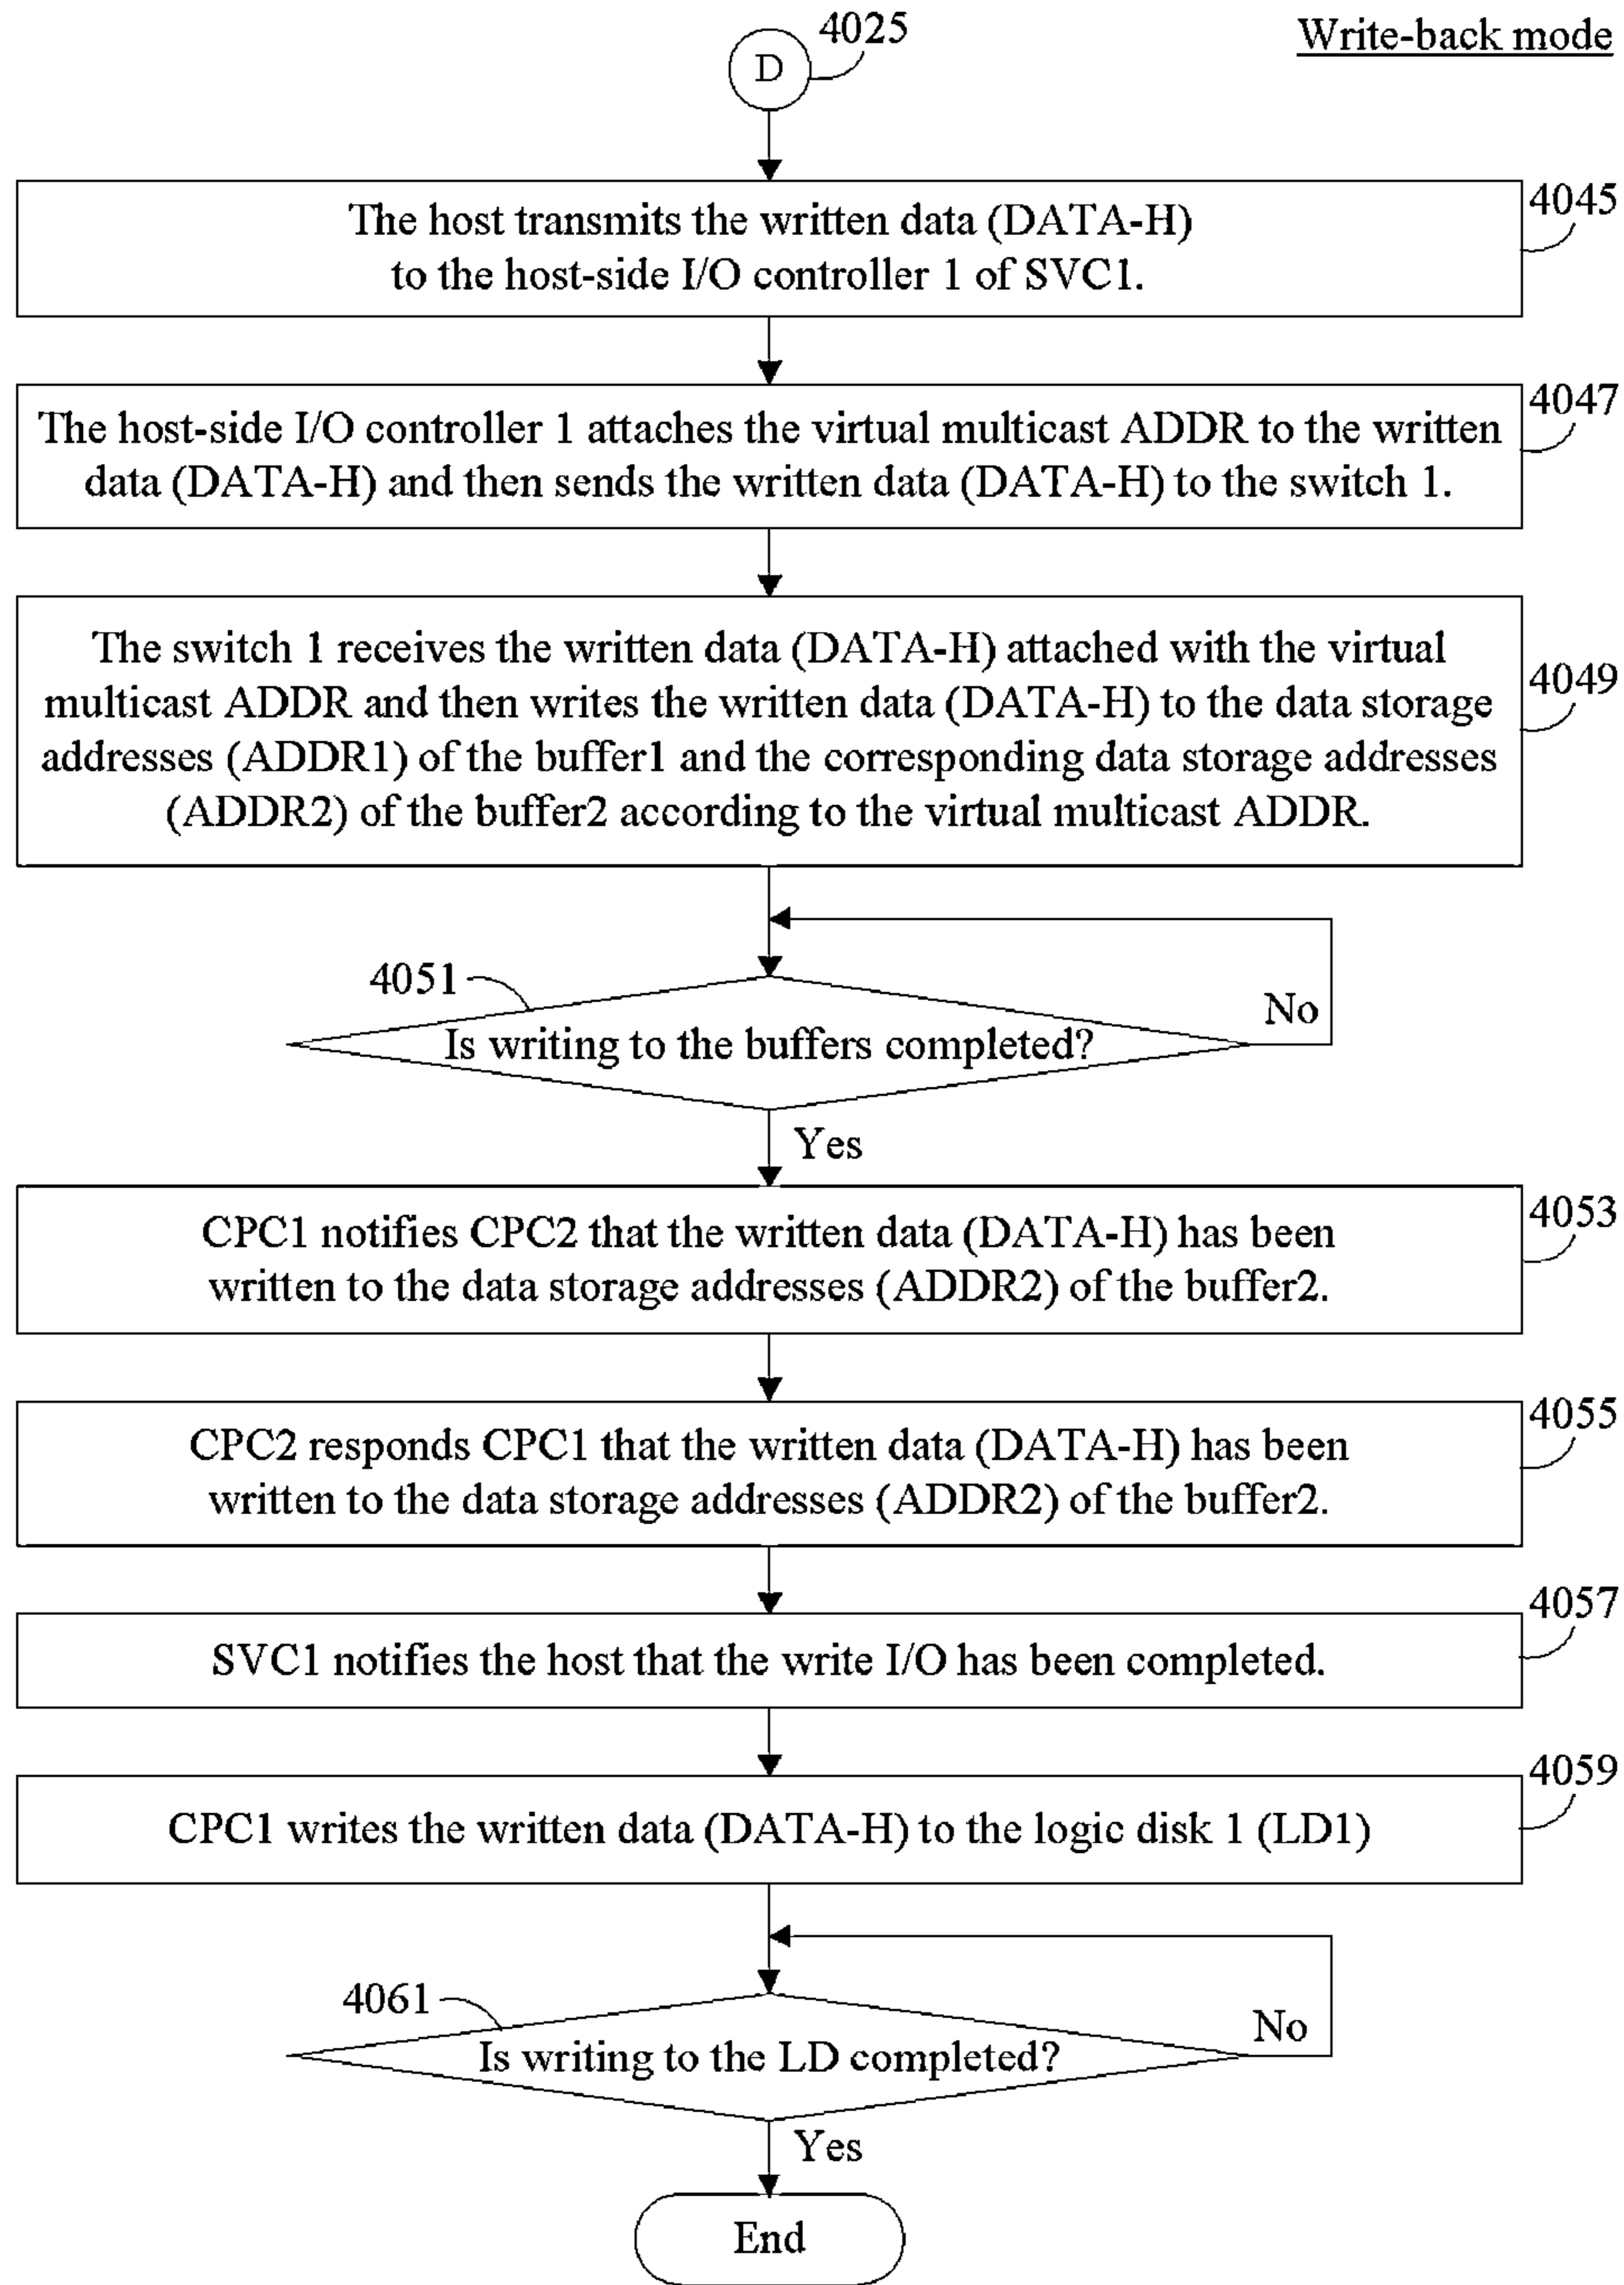 Write-back mode
D
4025
The host transmits the written data (DATA-H)
to the host-side I/O controller 1 of SVC1.
4045
The host-side I/O controller 1 attaches the virtual multicast ADDR to the written
data (DATA-H) and then sends the written data (DATA-H) to the switch 1.
4047
The switch 1 receives the written data (DATA-H) attached with the virtual
multicast ADDR and then writes the written data (DATA-H) to the data storage
addresses (ADDR1) of the buffer1 and the corresponding data storage addresses
(ADDR2) of the buffer2 according to the virtual multicast ADDR.
4049
4051
Is writing to the buffers completed?
No
Yes
CPC1 notifies CPC2 that the written data (DATA-H) has been
written to the data storage addresses (ADDR2) of the buffer2.
4053
CPC2 responds CPC1 that the written data (DATA-H) has been
written to the data storage addresses (ADDR2) of the buffer2.
4055
SVC1 notifies the host that the write I/O has been completed.
4057
CPC1 writes the written data (DATA-H) to the logic disk 1 (LD1)
4059
4061
Is writing to the LD completed?
No
Yes
End